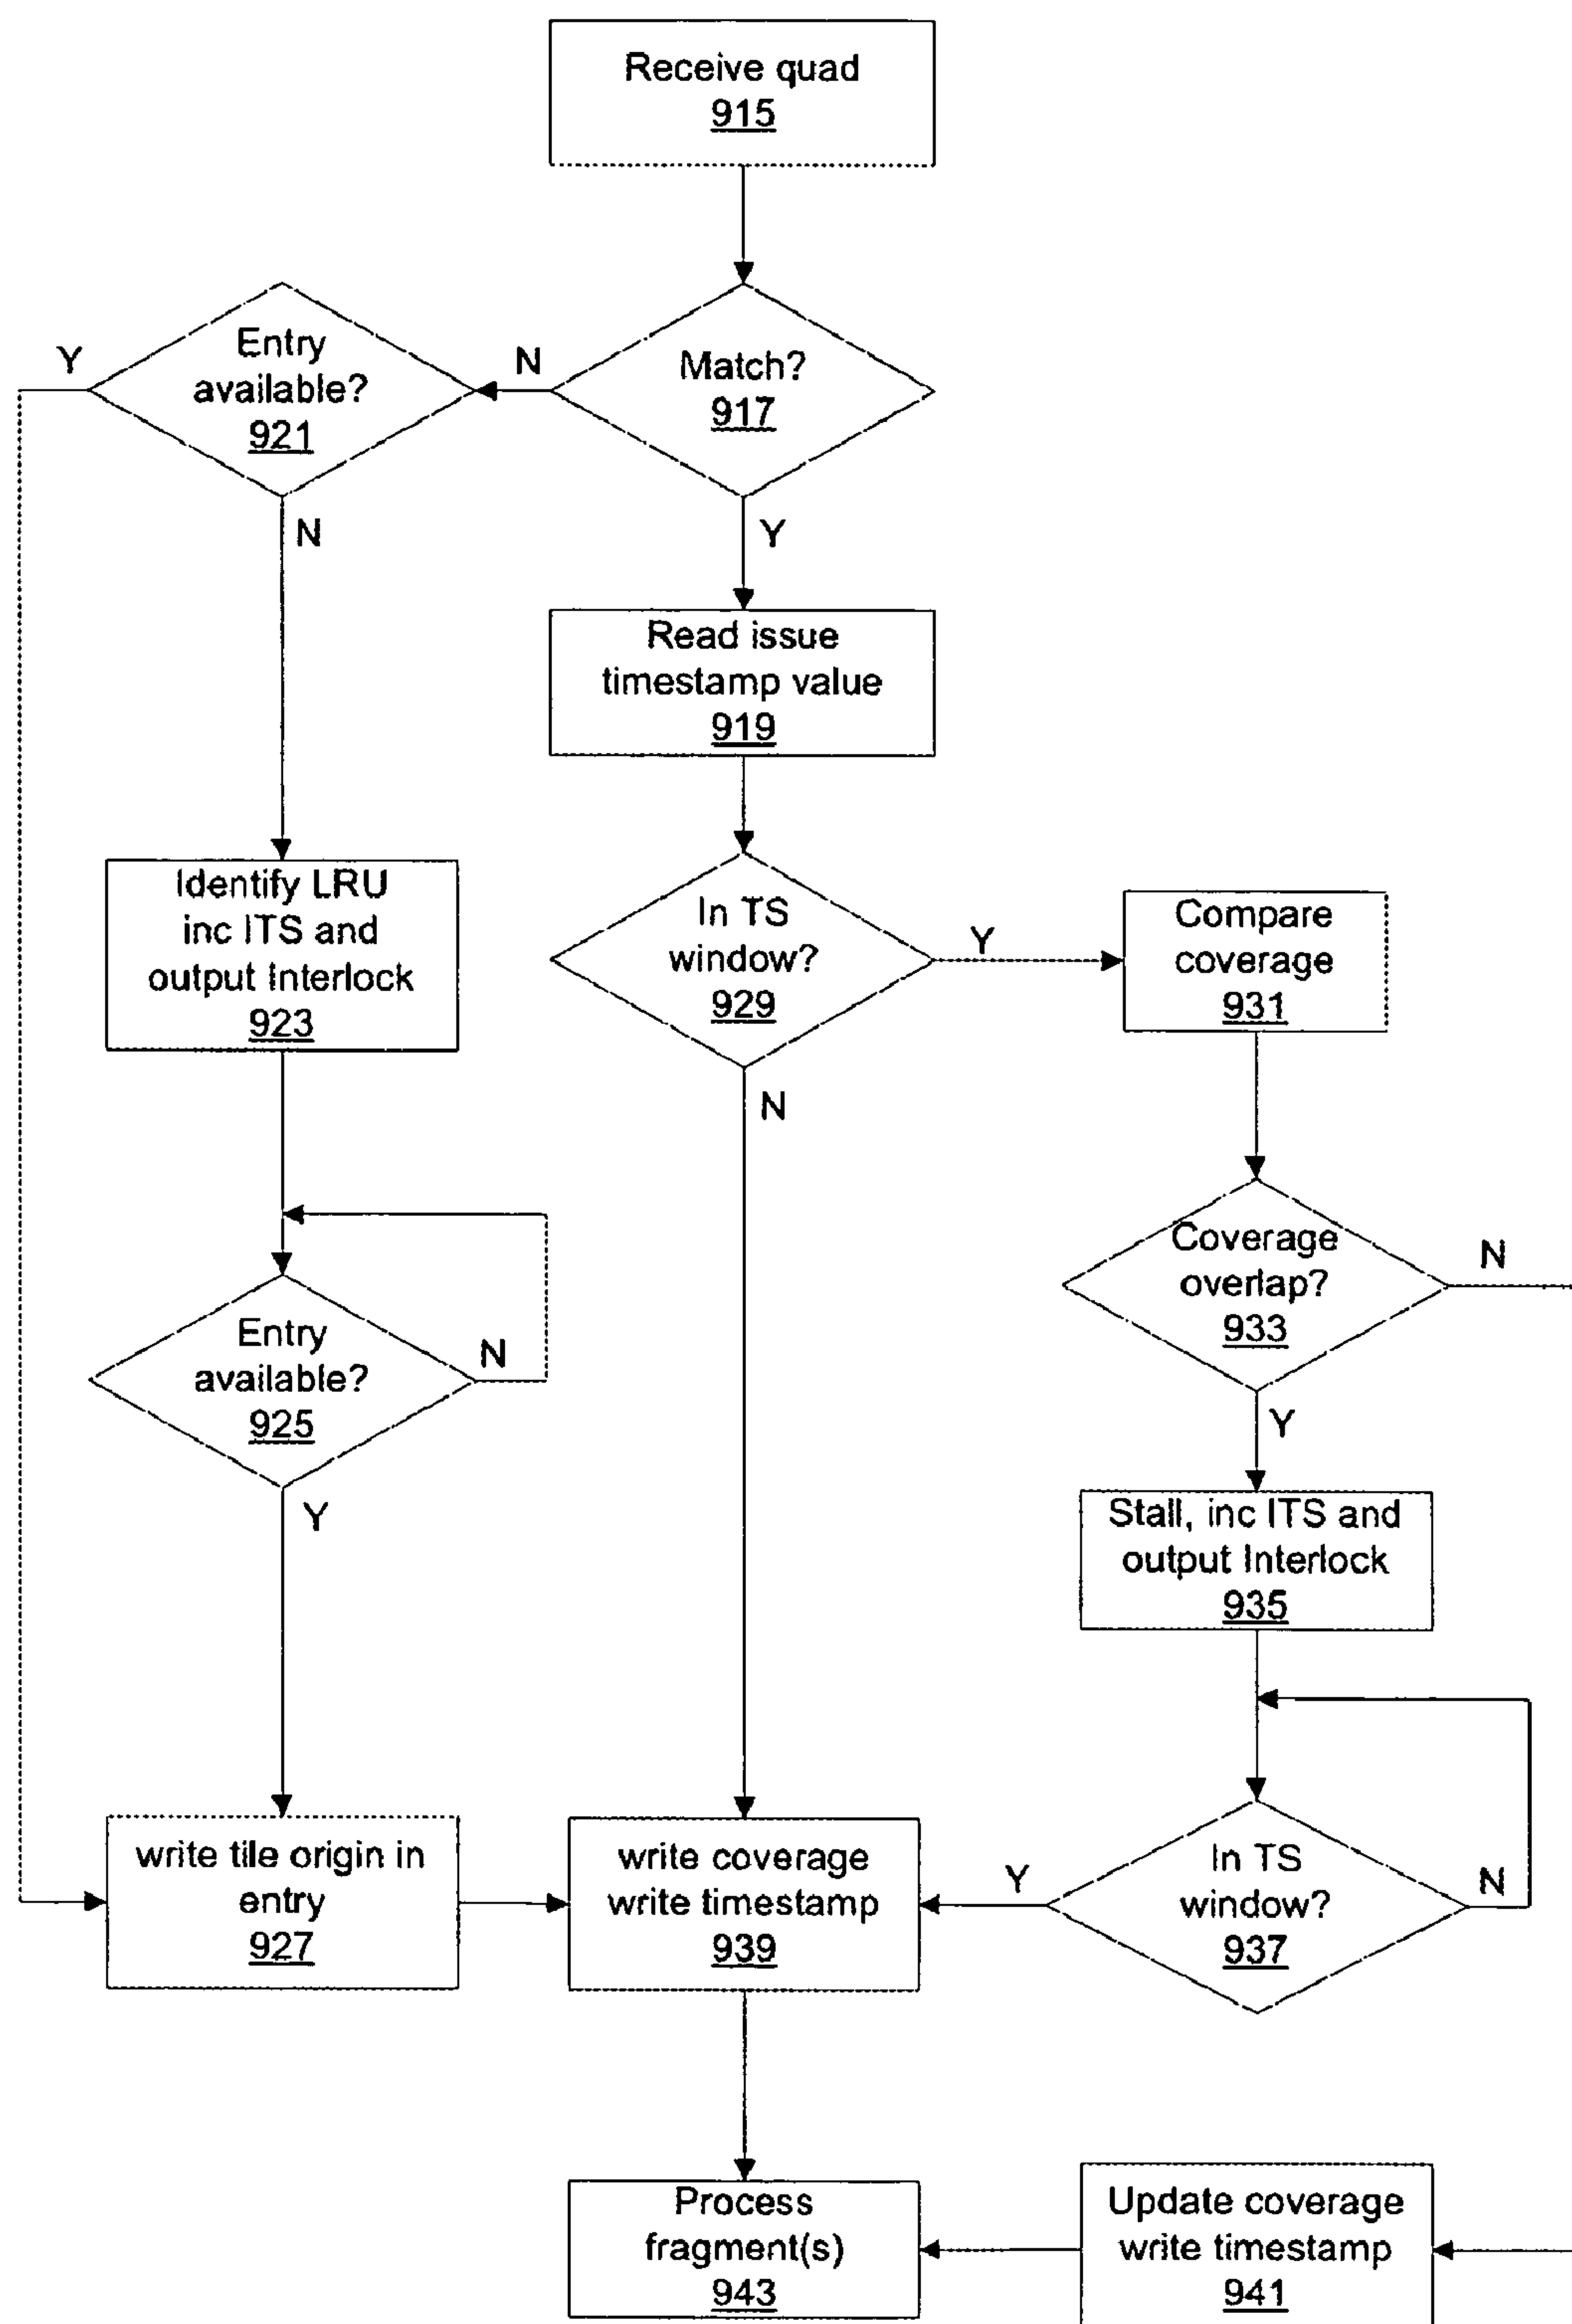 Receive quad
915
Entry
available?
921
Y
N
Match?
917
N
Y
Read issue
timestamp value
919
Identify LRU
inc ITS and
output Interlock
923
In TS
window?
929
Y
N
Compare
coverage
931
Coverage
overlap?
933
N
Y
Entry
available?
925
N
Y
Stall, inc ITS and
output Interlock
935
write tile origin in
entry
927
write coverage
write timestamp
939
Y
In TS
window?
937
N
Process
fragment(s)
943
Update coverage
write timestamp
941